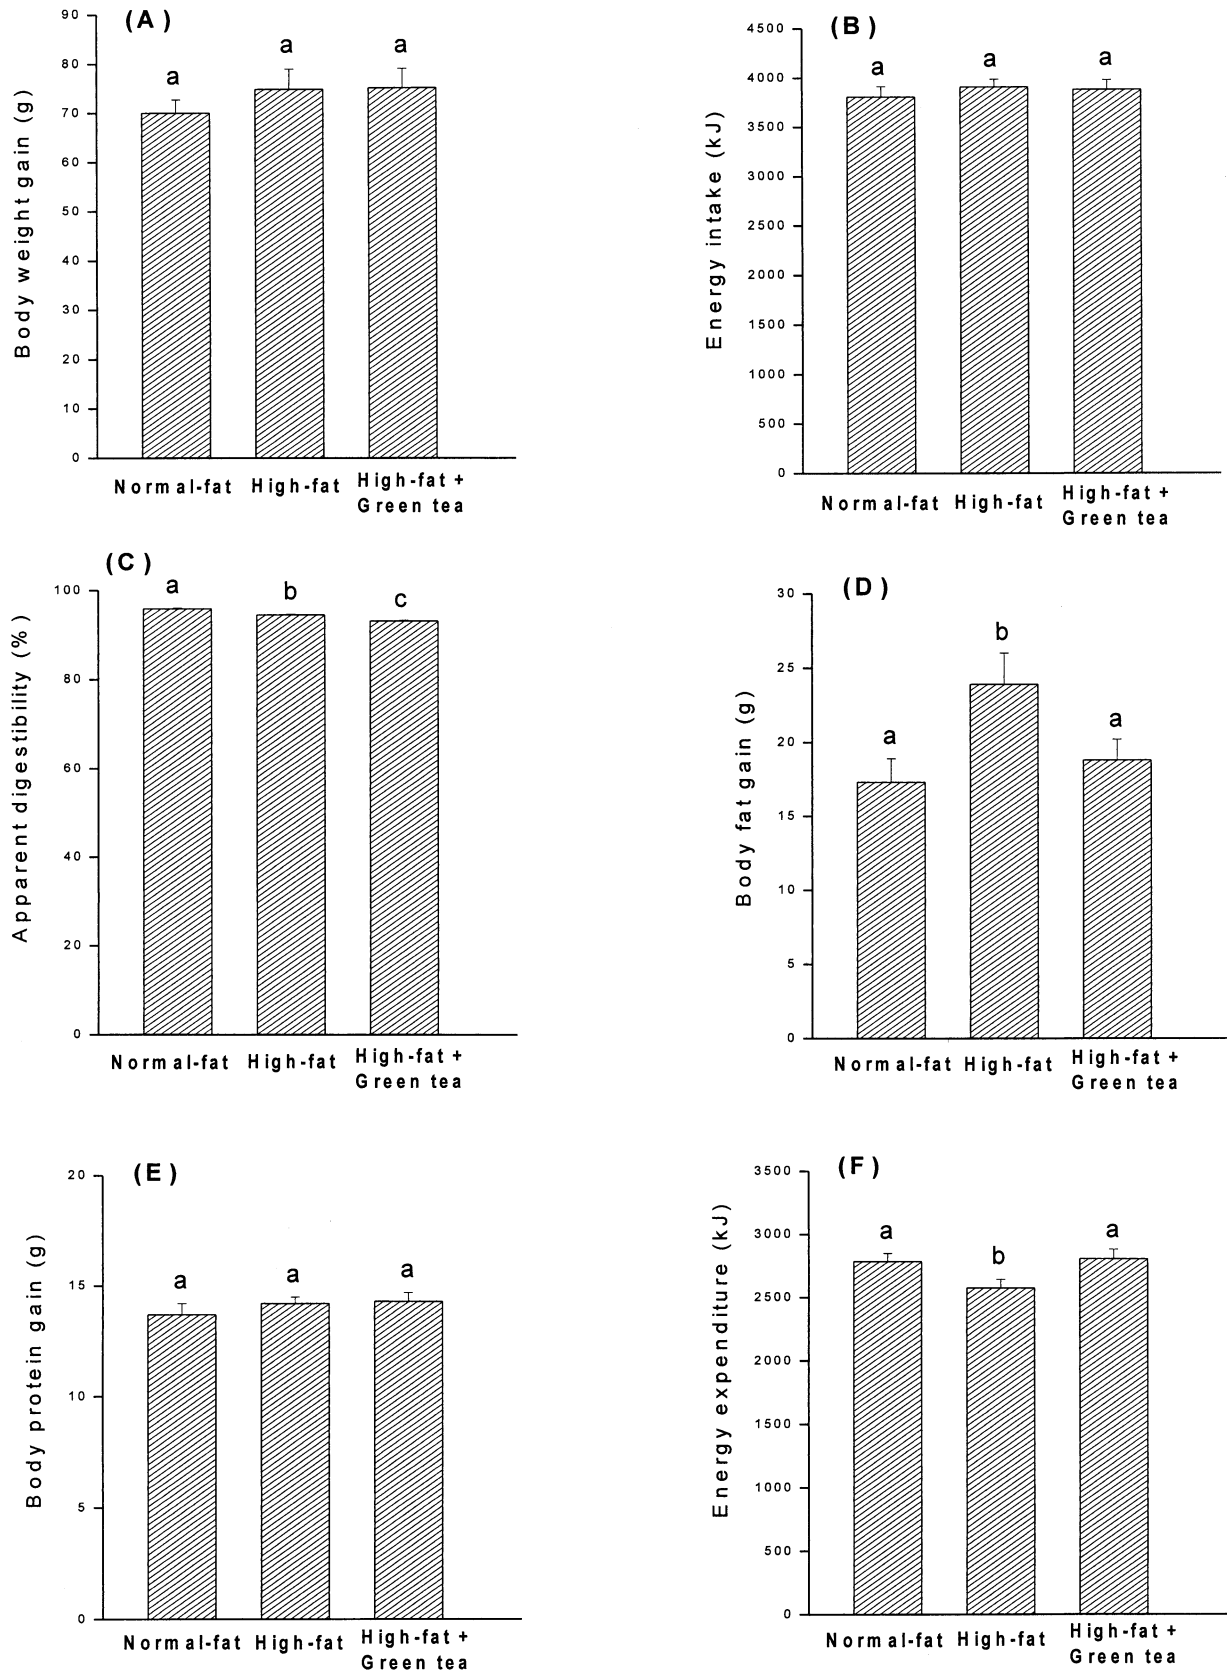 (A)
Body weight gain (g)
90
80
70
60
50
40
30
20
10
0
a
a
a
Normal-fat High-fat High-fat +
Green tea
(B)
Energy intake (kJ)
4500
4000
3500
3000
2500
2000
1500
1000
500
0
a
a
a
Normal-fat High-fat High-fat +
Green tea
(C)
Apparent digestibility (%)
100
80
60
40
20
0
a
b
c
Normal-fat High-fat High-fat +
Green tea
(D)
Body fat gain (g)
30
25
20
15
10
5
0
a
b
a
Normal-fat High-fat High-fat +
Green tea
(E)
Body protein gain (g)
20
15
10
5
0
a
a
a
Normal-fat High-fat High-fat +
Green tea
(F)
Energy expenditure (kJ)
3500
3000
2500
2000
1500
1000
500
0
a
b
a
Normal-fat High-fat High-fat +
Green tea